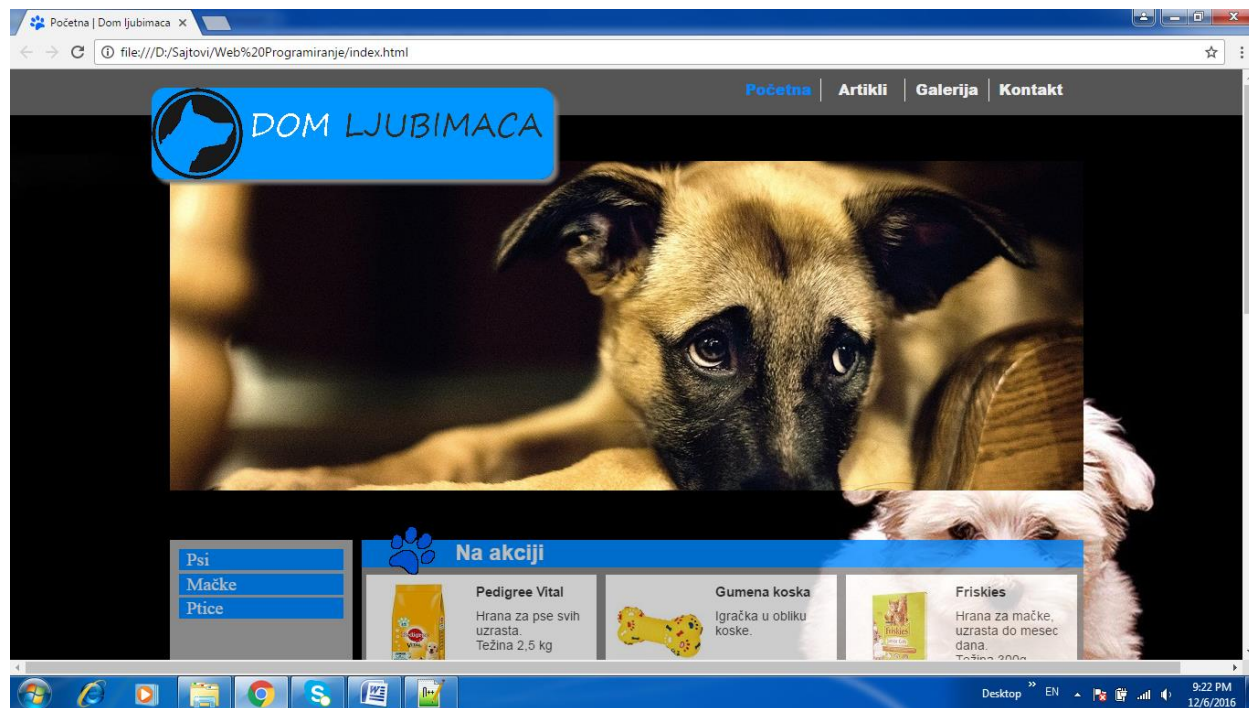 Početna | Dom ljubimaca
file:///D:/Sajtovi/Web%20Programiranje/index.html
Početna
Artikli
Galerija
Kontakt
DOM LJUBIMACA
Psi
Mačke
Ptice
Na akciji
Pedigree Vital
Hrana za pse svih
uzrasta.
Težina 2,5 kg
Gumena koska
Igračka u obliku
koske.
Friskies
Hrana za mačke,
uzrasta do mesec
dana.
Težina 300g
Desktop
EN
9:22 PM
12/6/2016